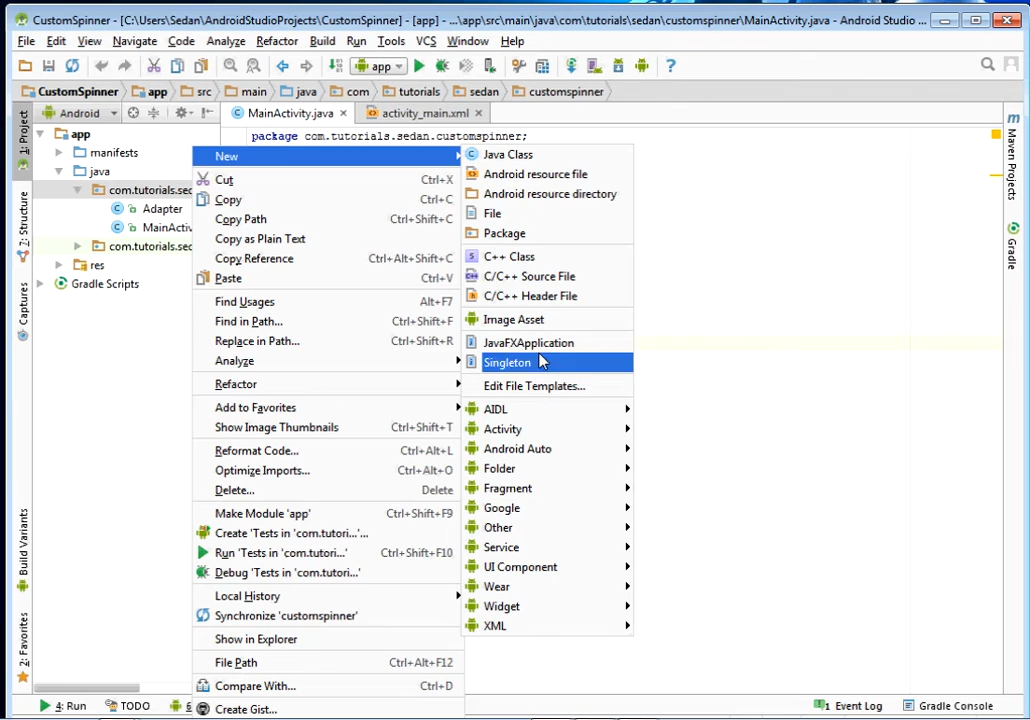 CustomSpinner - [C:\Users\Sedan\AndroidStudioProjects\CustomSpinner] - [app] - ...\app\src\main\java\com\tutorials\sedan\customspinner\MainActivity.java - Android Studio ...
File Edit View Navigate Code Analyze Refactor Build Run Tools VCS Window Help
app
CustomSpinner app src main java com tutorials sedan customspinner
Android MainActivity.java activity_main.xml
1: Project
7: Structure
Captures
Build Variants
2: Favorites
app
manifests
java
com.tutorials.sec
Adapter
MainActiv
com.tutorials.sec
res
Gradle Scripts
package com.tutorials.sedan.customspinner;
New
Cut Ctrl+X
Copy Ctrl+C
Copy Path Ctrl+Shift+C
Copy as Plain Text
Copy Reference Ctrl+Alt+Shift+C
Paste Ctrl+V
Find Usages Alt+F7
Find in Path... Ctrl+Shift+F
Replace in Path...
Analyze
Refactor
Add to Favorites
Show Image Thumbnails Ctrl+Shift+T
Reformat Code... Ctrl+Alt+L
Optimize Imports... Ctrl+Alt+O
Delete... Delete
Make Module 'app' Ctrl+Shift+F9
Create 'Tests in 'com.tutori...'...
Run 'Tests in 'com.tutori...' Ctrl+Shift+F10
Debug 'Tests in 'com.tutori...'
Local History
Synchronize 'customspinner'
Show in Explorer
File Path Ctrl+Alt+F12
Compare With... Ctrl+D
Create Gist...
Java Class
Android resource file
Android resource directory
File
Package
C++ Class
C/C++ Source File
C/C++ Header File
Image Asset
JavaFXApplication
Singleton
Edit File Templates...
AIDL
Activity
Android Auto
Folder
Fragment
Google
Other
Service
UI Component
Wear
Widget
XML
Maven Projects
Gradle
4: Run TODO 6 1 Event Log Gradle Console